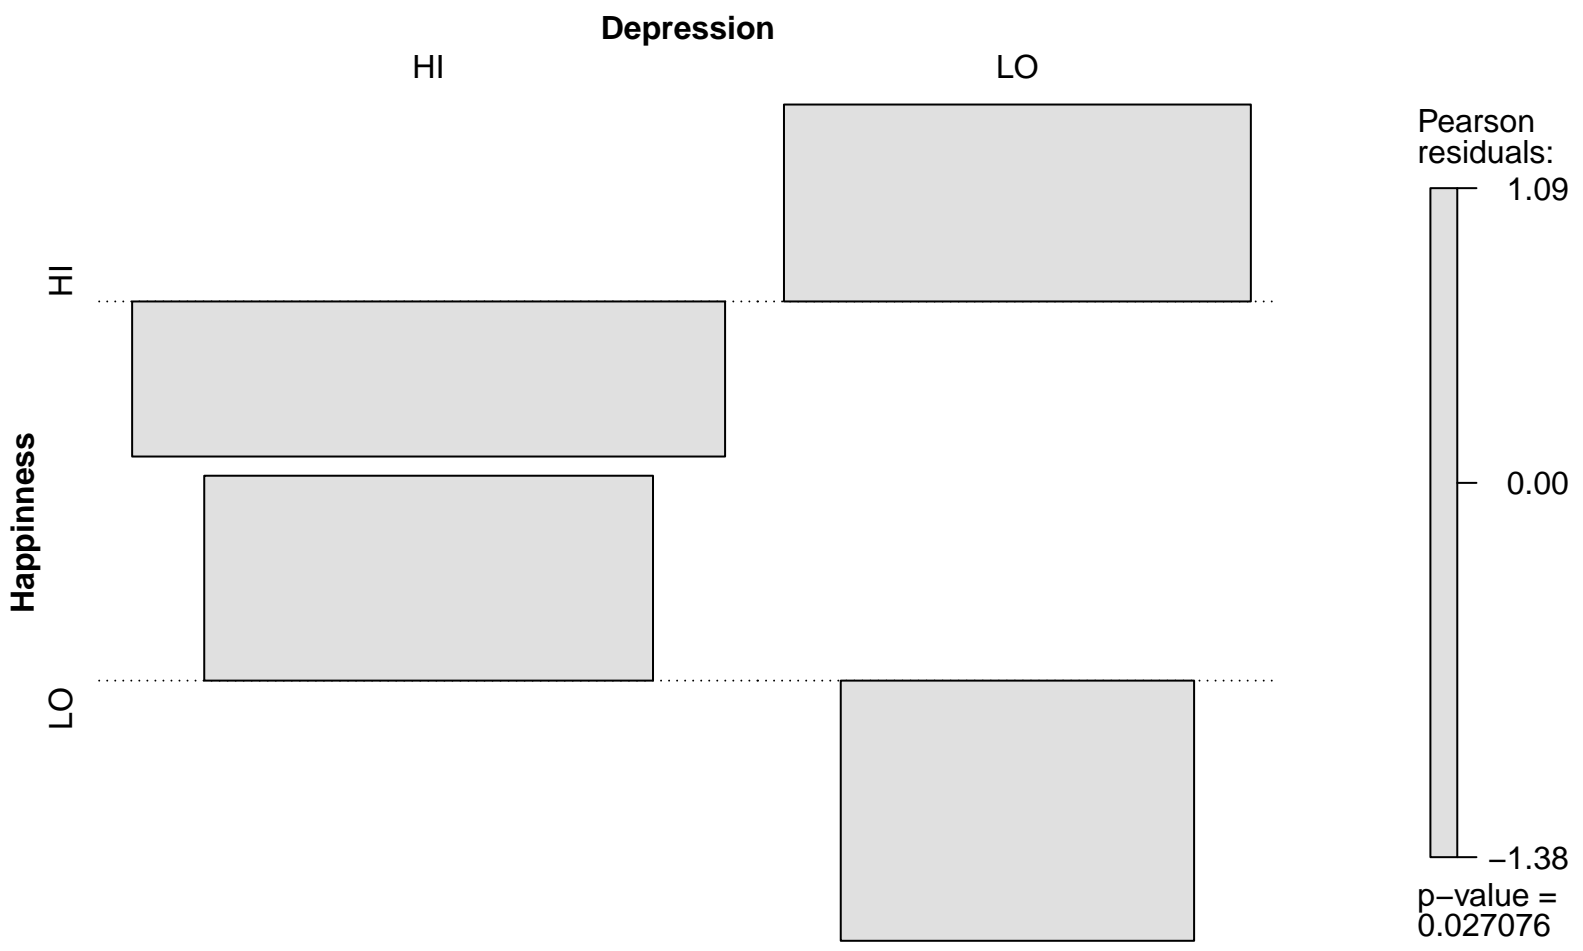 Depression
HI
LO
Happinness
HI
LO
Pearson
residuals:
1.09
0.00
−1.38
p−value =
0.027076